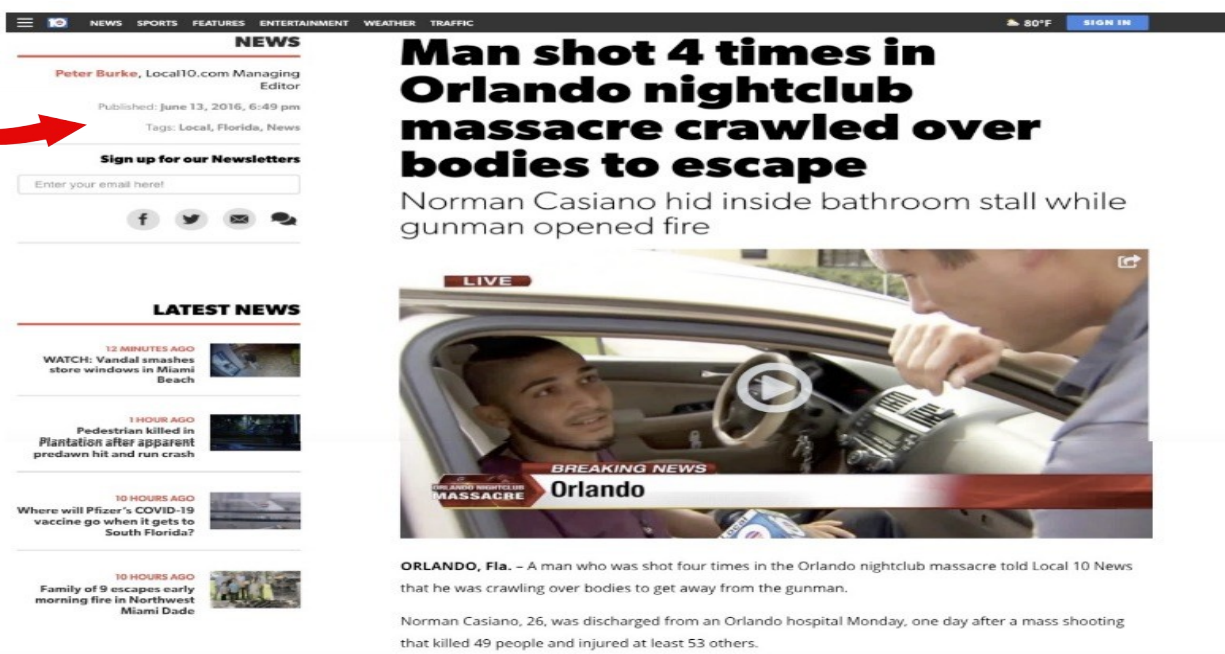 10 NEWS SPORTS FEATURES ENTERTAINMENT WEATHER TRAFFIC 80°F SIGN IN
NEWS
Peter Burke, Local10.com Managing
Editor
Published: June 13, 2016, 6:49 pm
Tags: Local, Florida, News
Sign up for our Newsletters
Enter your email here!
LATEST NEWS
12 MINUTES AGO
WATCH: Vandal smashes
store windows in Miami
Beach
1 HOUR AGO
Pedestrian killed in
Plantation after apparent
predawn hit and run crash
10 HOURS AGO
Where will Pfizer's COVID-19
vaccine go when it gets to
South Florida?
10 HOURS AGO
Family of 9 escapes early
morning fire in Northwest
Miami Dade
Man shot 4 times in
Orlando nightclub
massacre crawled over
bodies to escape
Norman Casiano hid inside bathroom stall while
gunman opened fire
LIVE
BREAKING NEWS
ORLANDO NIGHTCLUB
MASSACRE
Orlando
Local
10
ORLANDO, Fla. – A man who was shot four times in the Orlando nightclub massacre told Local 10 News
that he was crawling over bodies to get away from the gunman.
Norman Casiano, 26, was discharged from an Orlando hospital Monday, one day after a mass shooting
that killed 49 people and injured at least 53 others.